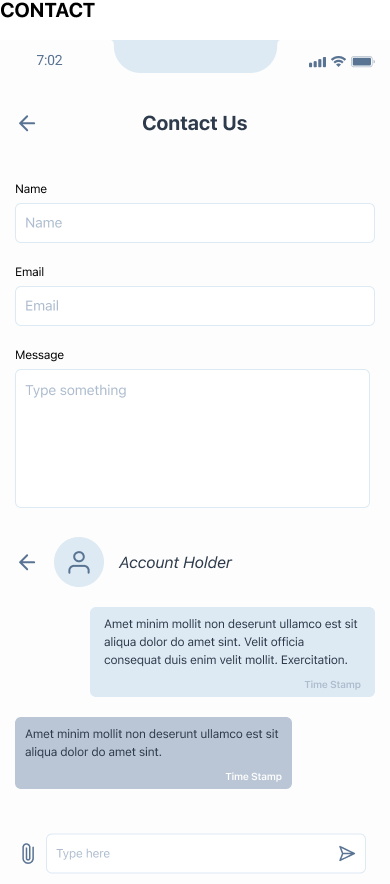 CONTACT
7:02
Contact Us
Name
Name
Email
Email
Message
Type something
Account Holder
Amet minim mollit non deserunt ullamco est sit
aliqua dolor do amet sint. Velit officia
consequat duis enim velit mollit. Exercitation.
Time Stamp
Amet minim mollit non deserunt ullamco est sit
aliqua dolor do amet sint.
Time Stamp
Type here